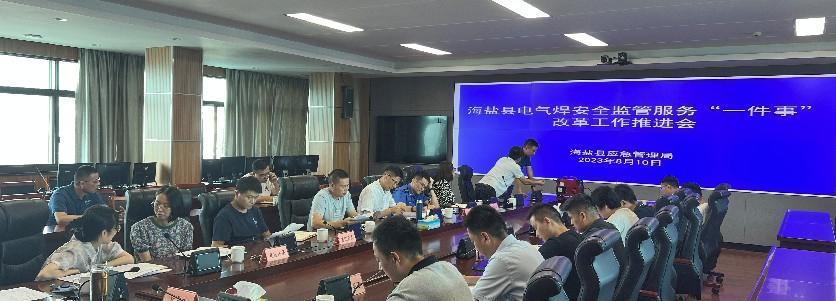 海盐县电气焊安全监管服务“一件事”
改革工作推进会
海盐县应急管理局
2023年8月10日